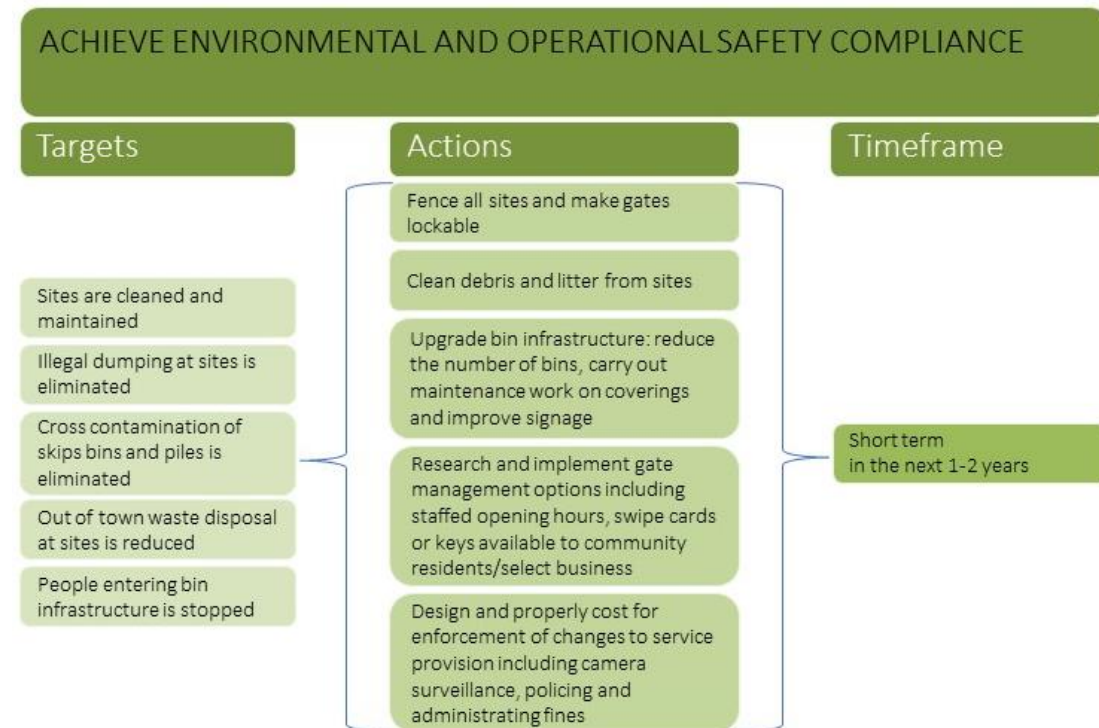 ACHIEVE ENVIRONMENTAL AND OPERATIONAL SAFETY COMPLIANCE
Targets
Sites are cleaned and
maintained
Illegal dumping at sites is
eliminated
Cross contamination of
skips bins and piles is
eliminated
Out of town waste disposal
at sites is reduced
People entering bin
infrastructure is stopped
Actions
Fence all sites and make gates
lockable
Clean debris and litter from sites
Upgrade bin infrastructure: reduce
the number of bins, carry out
maintenance work on coverings
and improve signage
Research and implement gate
management options including
staffed opening hours, swipe cards
or keys available to community
residents/select business
Design and properly cost for
enforcement of changes to service
provision including camera
surveillance, policing and
administrating fines
Timeframe
Short term
in the next 1-2 years